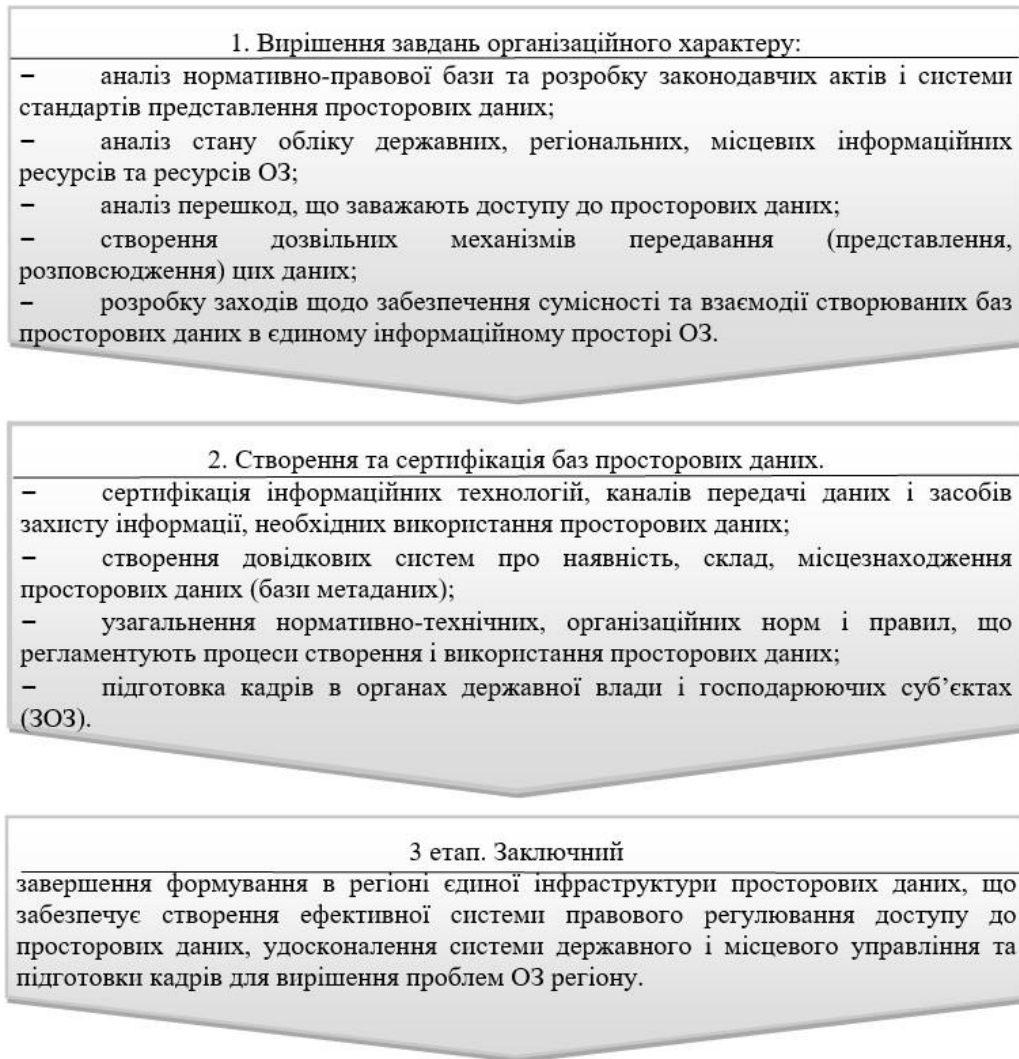 1. Вирішення завдань організаційного характеру:
− аналіз нормативно-правової бази та розробку законодавчих актів і системи
стандартів представлення просторових даних;
− аналіз стану обліку державних, регіональних, місцевих інформаційних
ресурсів та ресурсів ОЗ;
− аналіз перешкод, що заважають доступу до просторових даних;
− створення дозвільних механізмів передавання (представлення,
розповсюдження) цих даних;
− розробку заходів щодо забезпечення сумісності та взаємодії створюваних баз
просторових даних в єдиному інформаційному просторі ОЗ.
2. Створення та сертифікація баз просторових даних.
− сертифікація інформаційних технологій, каналів передачі даних і засобів
захисту інформації, необхідних використання просторових даних;
− створення довідкових систем про наявність, склад, місцезнаходження
просторових даних (бази метаданих);
− узагальнення нормативно-технічних, організаційних норм і правил, що
регламентують процеси створення і використання просторових даних;
− підготовка кадрів в органах державної влади і господарюючих суб’єктах
(ЗОЗ).
3 етап. Заключний
завершення формування в регіоні єдиної інфраструктури просторових даних, що
забезпечує створення ефективної системи правового регулювання доступу до
просторових даних, удосконалення системи державного і місцевого управління та
підготовки кадрів для вирішення проблем ОЗ регіону.